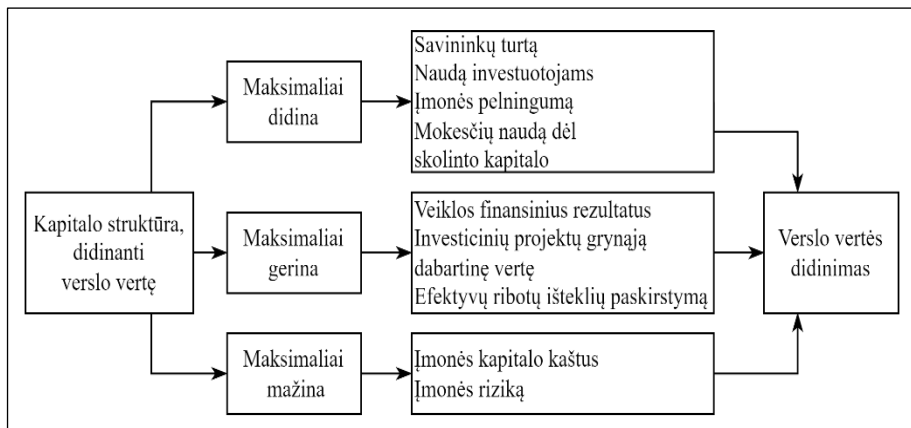 Kapitalo struktūra,
didinanti
verslo vertę
Maksimaliai
didina
Savininkų turtą
Naudą investuotojams
Įmonės pelningumą
Mokesčių naudą dėl
skolinto kapitalo
Maksimaliai
gerina
Veiklos finansinius rezultatus
Investicinių projektų grynąją
dabartinę vertę
Efektyvų ribotų išteklių paskirstymą
Maksimaliai
mažina
Įmonės kapitalo kaštus
Įmonės riziką
Verslo vertės
didinimas